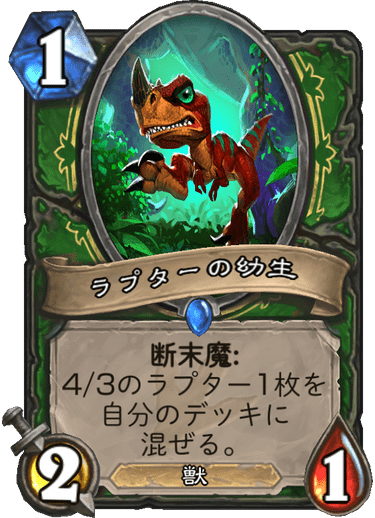 1
ラプターの幼生
断末魔:
4/3のラプター1枚を
自分のデッキに
混ぜる。
2
獣
1